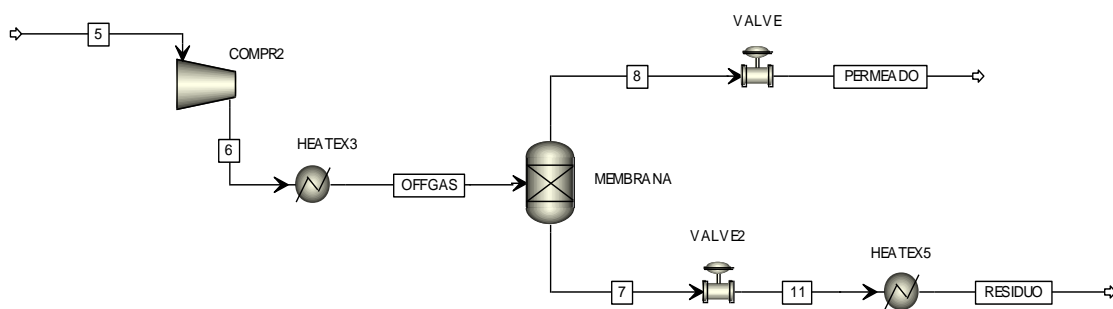 5
COMPR2
6
HEATEX3
OFFGAS
MEMBRANA
8
VALVE
PERMEADO
7
VALVE2
11
HEATEX5
RESIDUO